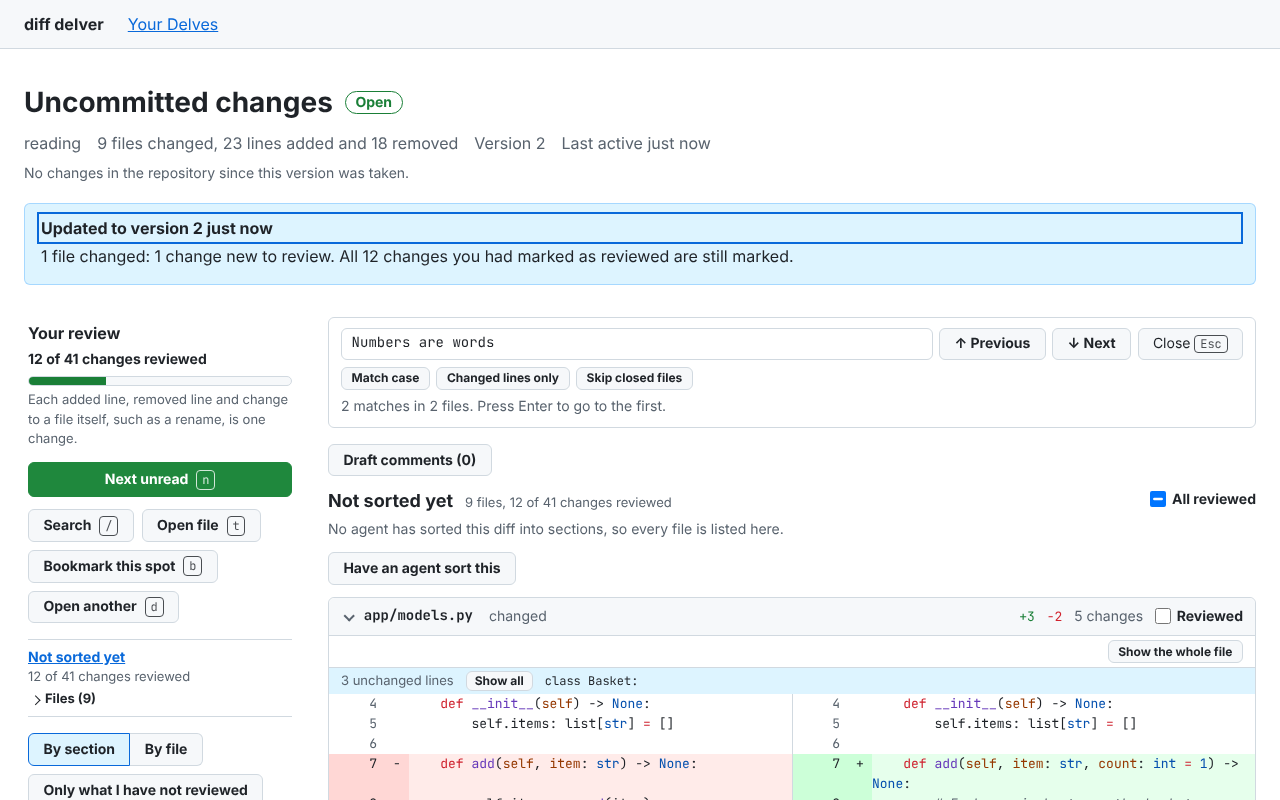 diff delver Your Delves
Uncommitted changes Open
reading 9 files changed, 23 lines added and 18 removed Version 2 Last active just now
No changes in the repository since this version was taken.
Updated to version 2 just now
1 file changed: 1 change new to review. All 12 changes you had marked as reviewed are still marked.
Your review
12 of 41 changes reviewed
Each added line, removed line and change
to a file itself, such as a rename, is one
change.
Next unread n
Search / Open file t
Bookmark this spot b
Open another d
Not sorted yet
12 of 41 changes reviewed
Files (9)
By section By file
Only what I have not reviewed
Numbers are words ↑ Previous ↓ Next Close Esc
Match case Changed lines only Skip closed files
2 matches in 2 files. Press Enter to go to the first.
Draft comments (0)
Not sorted yet 9 files, 12 of 41 changes reviewed All reviewed
No agent has sorted this diff into sections, so every file is listed here.
Have an agent sort this
app/models.py changed +3 -2 5 changes Reviewed
Show the whole file
3 unchanged lines Show all class Basket:
4 def __init__(self) -> None: 4 def __init__(self) -> None:
5 self.items: list[str] = [] 5 self.items: list[str] = []
6 6
7 - def add(self, item: str) -> None: 7 + def add(self, item: str, count: int = 1) ->
None: